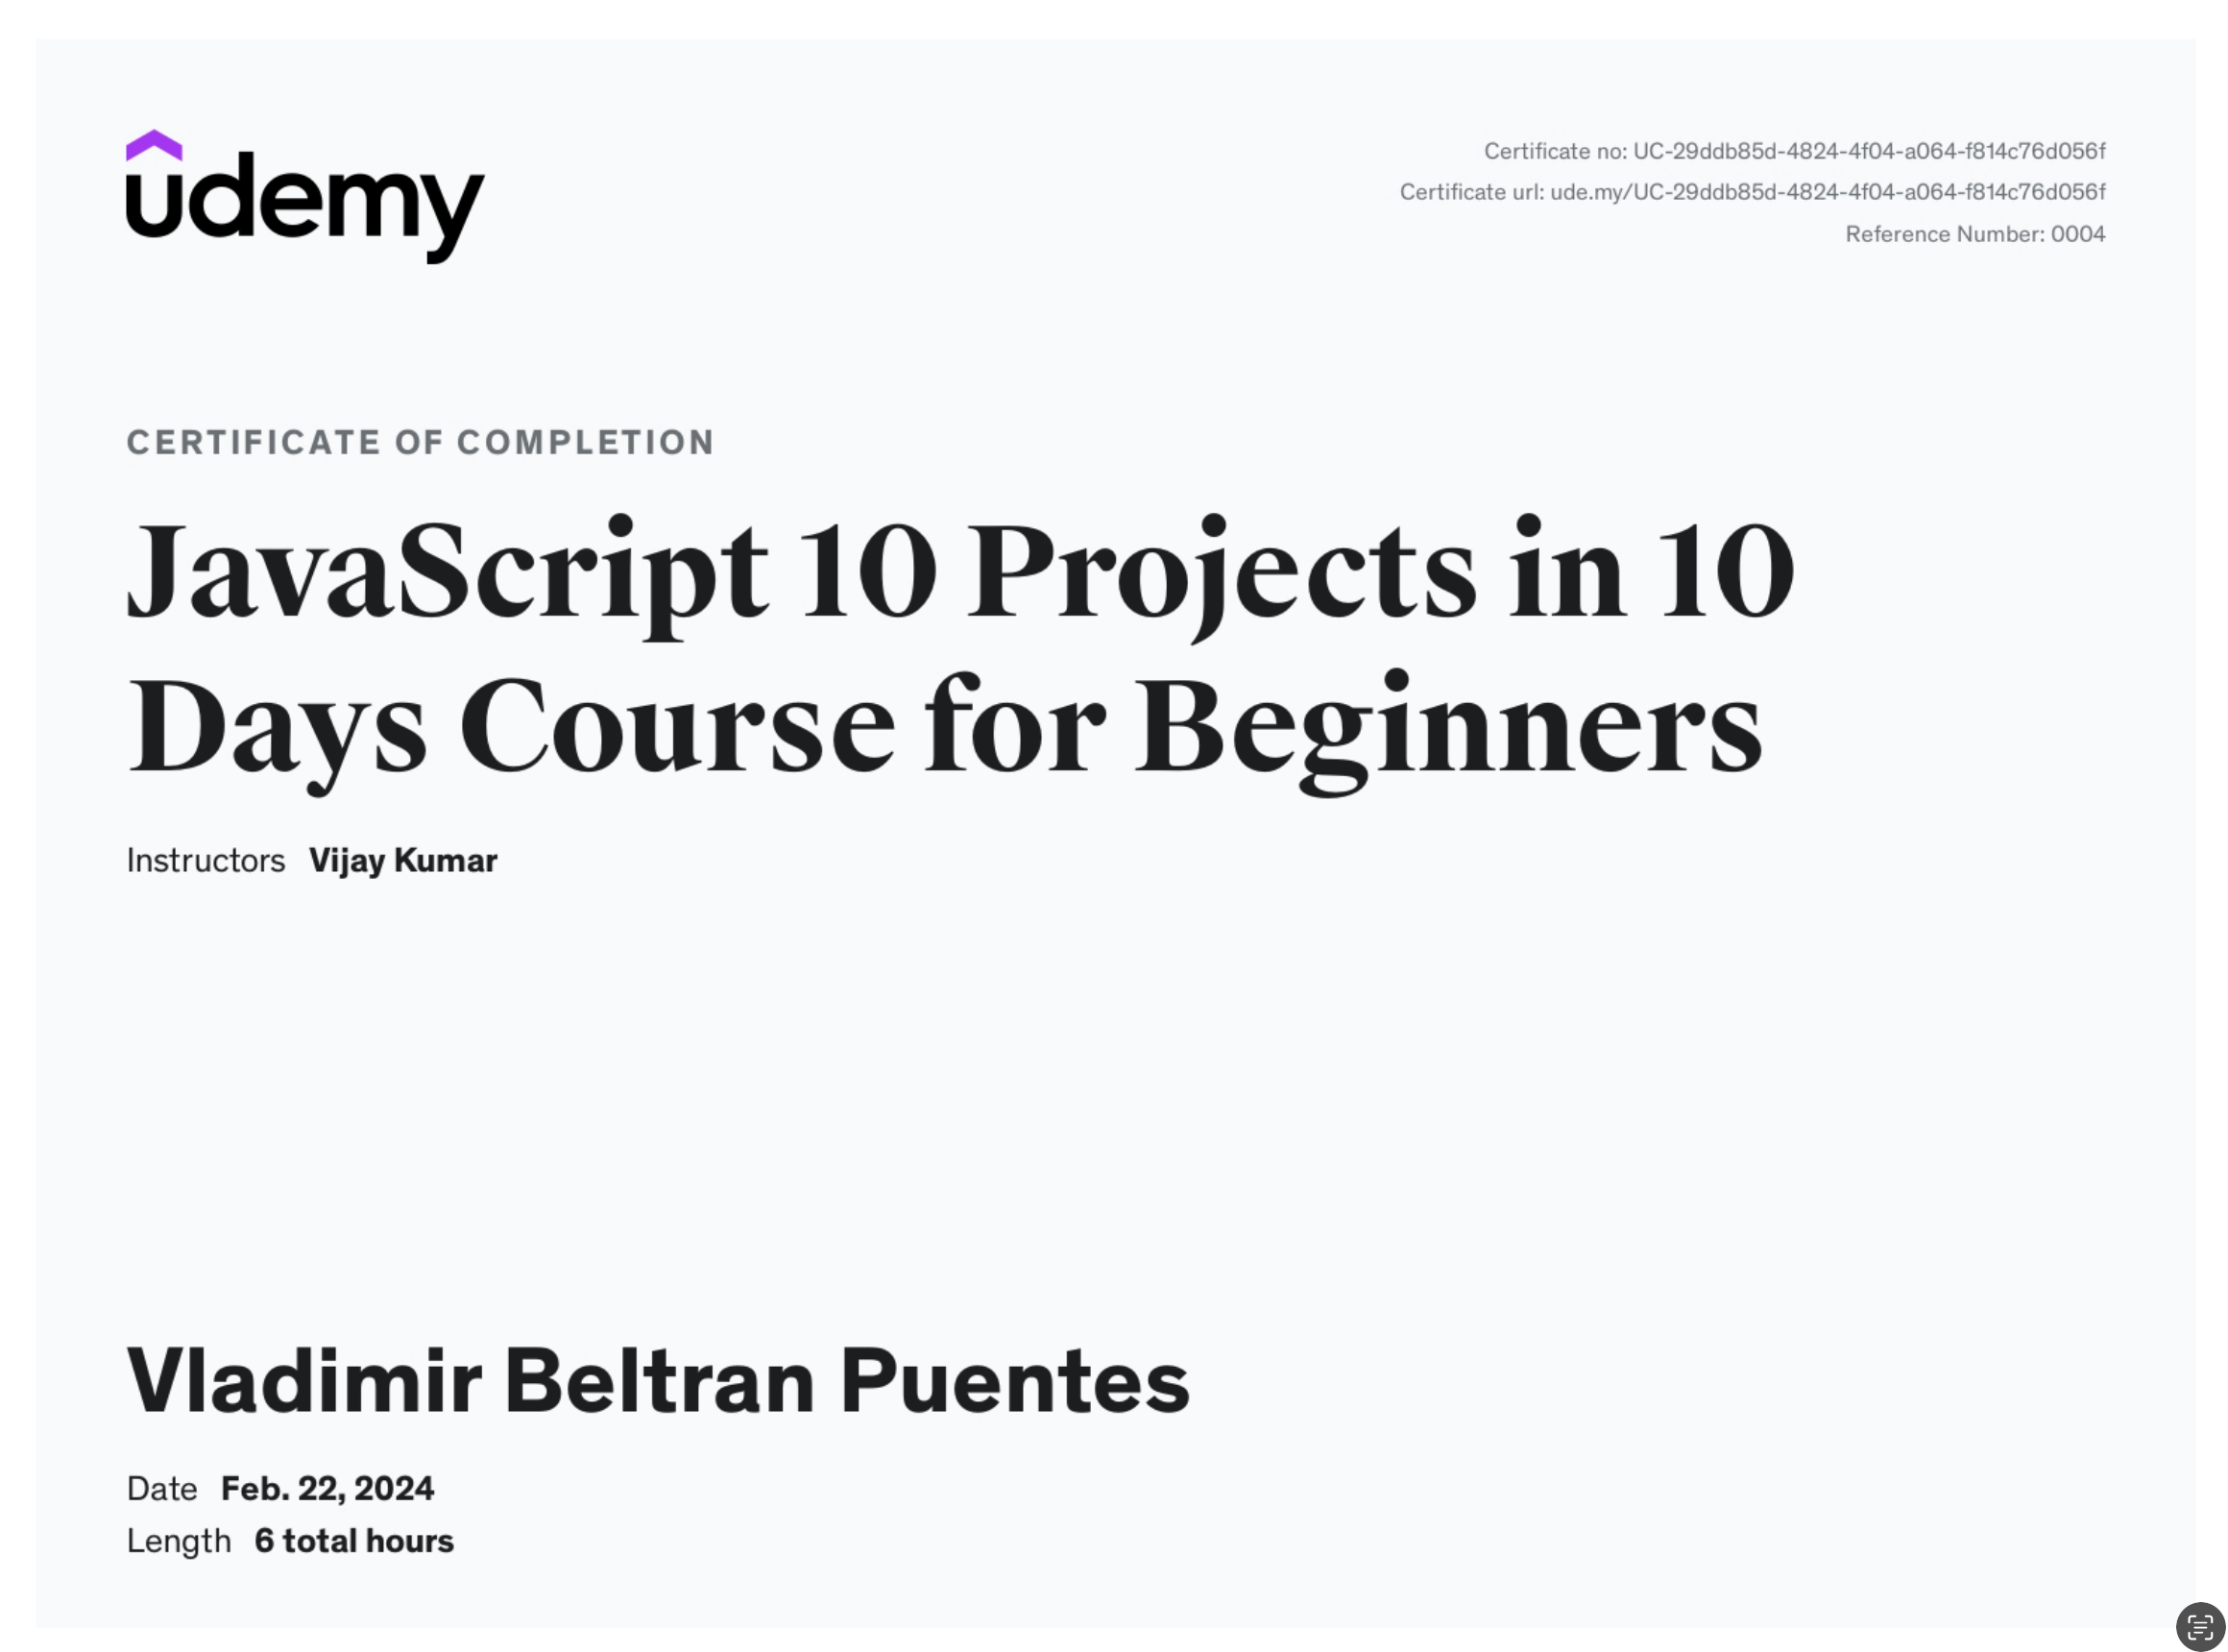 udemy
Certificate no: UC-29ddb85d-4824-4f04-a064-f814c76d056f
Certificate url: ude.my/UC-29ddb85d-4824-4f04-a064-f814c76d056f
Reference Number: 0004
CERTIFICATE OF COMPLETION
JavaScript 10 Projects in 10
Days Course for Beginners
Instructors Vijay Kumar
Vladimir Beltran Puentes
Date Feb. 22, 2024
Length 6 total hours